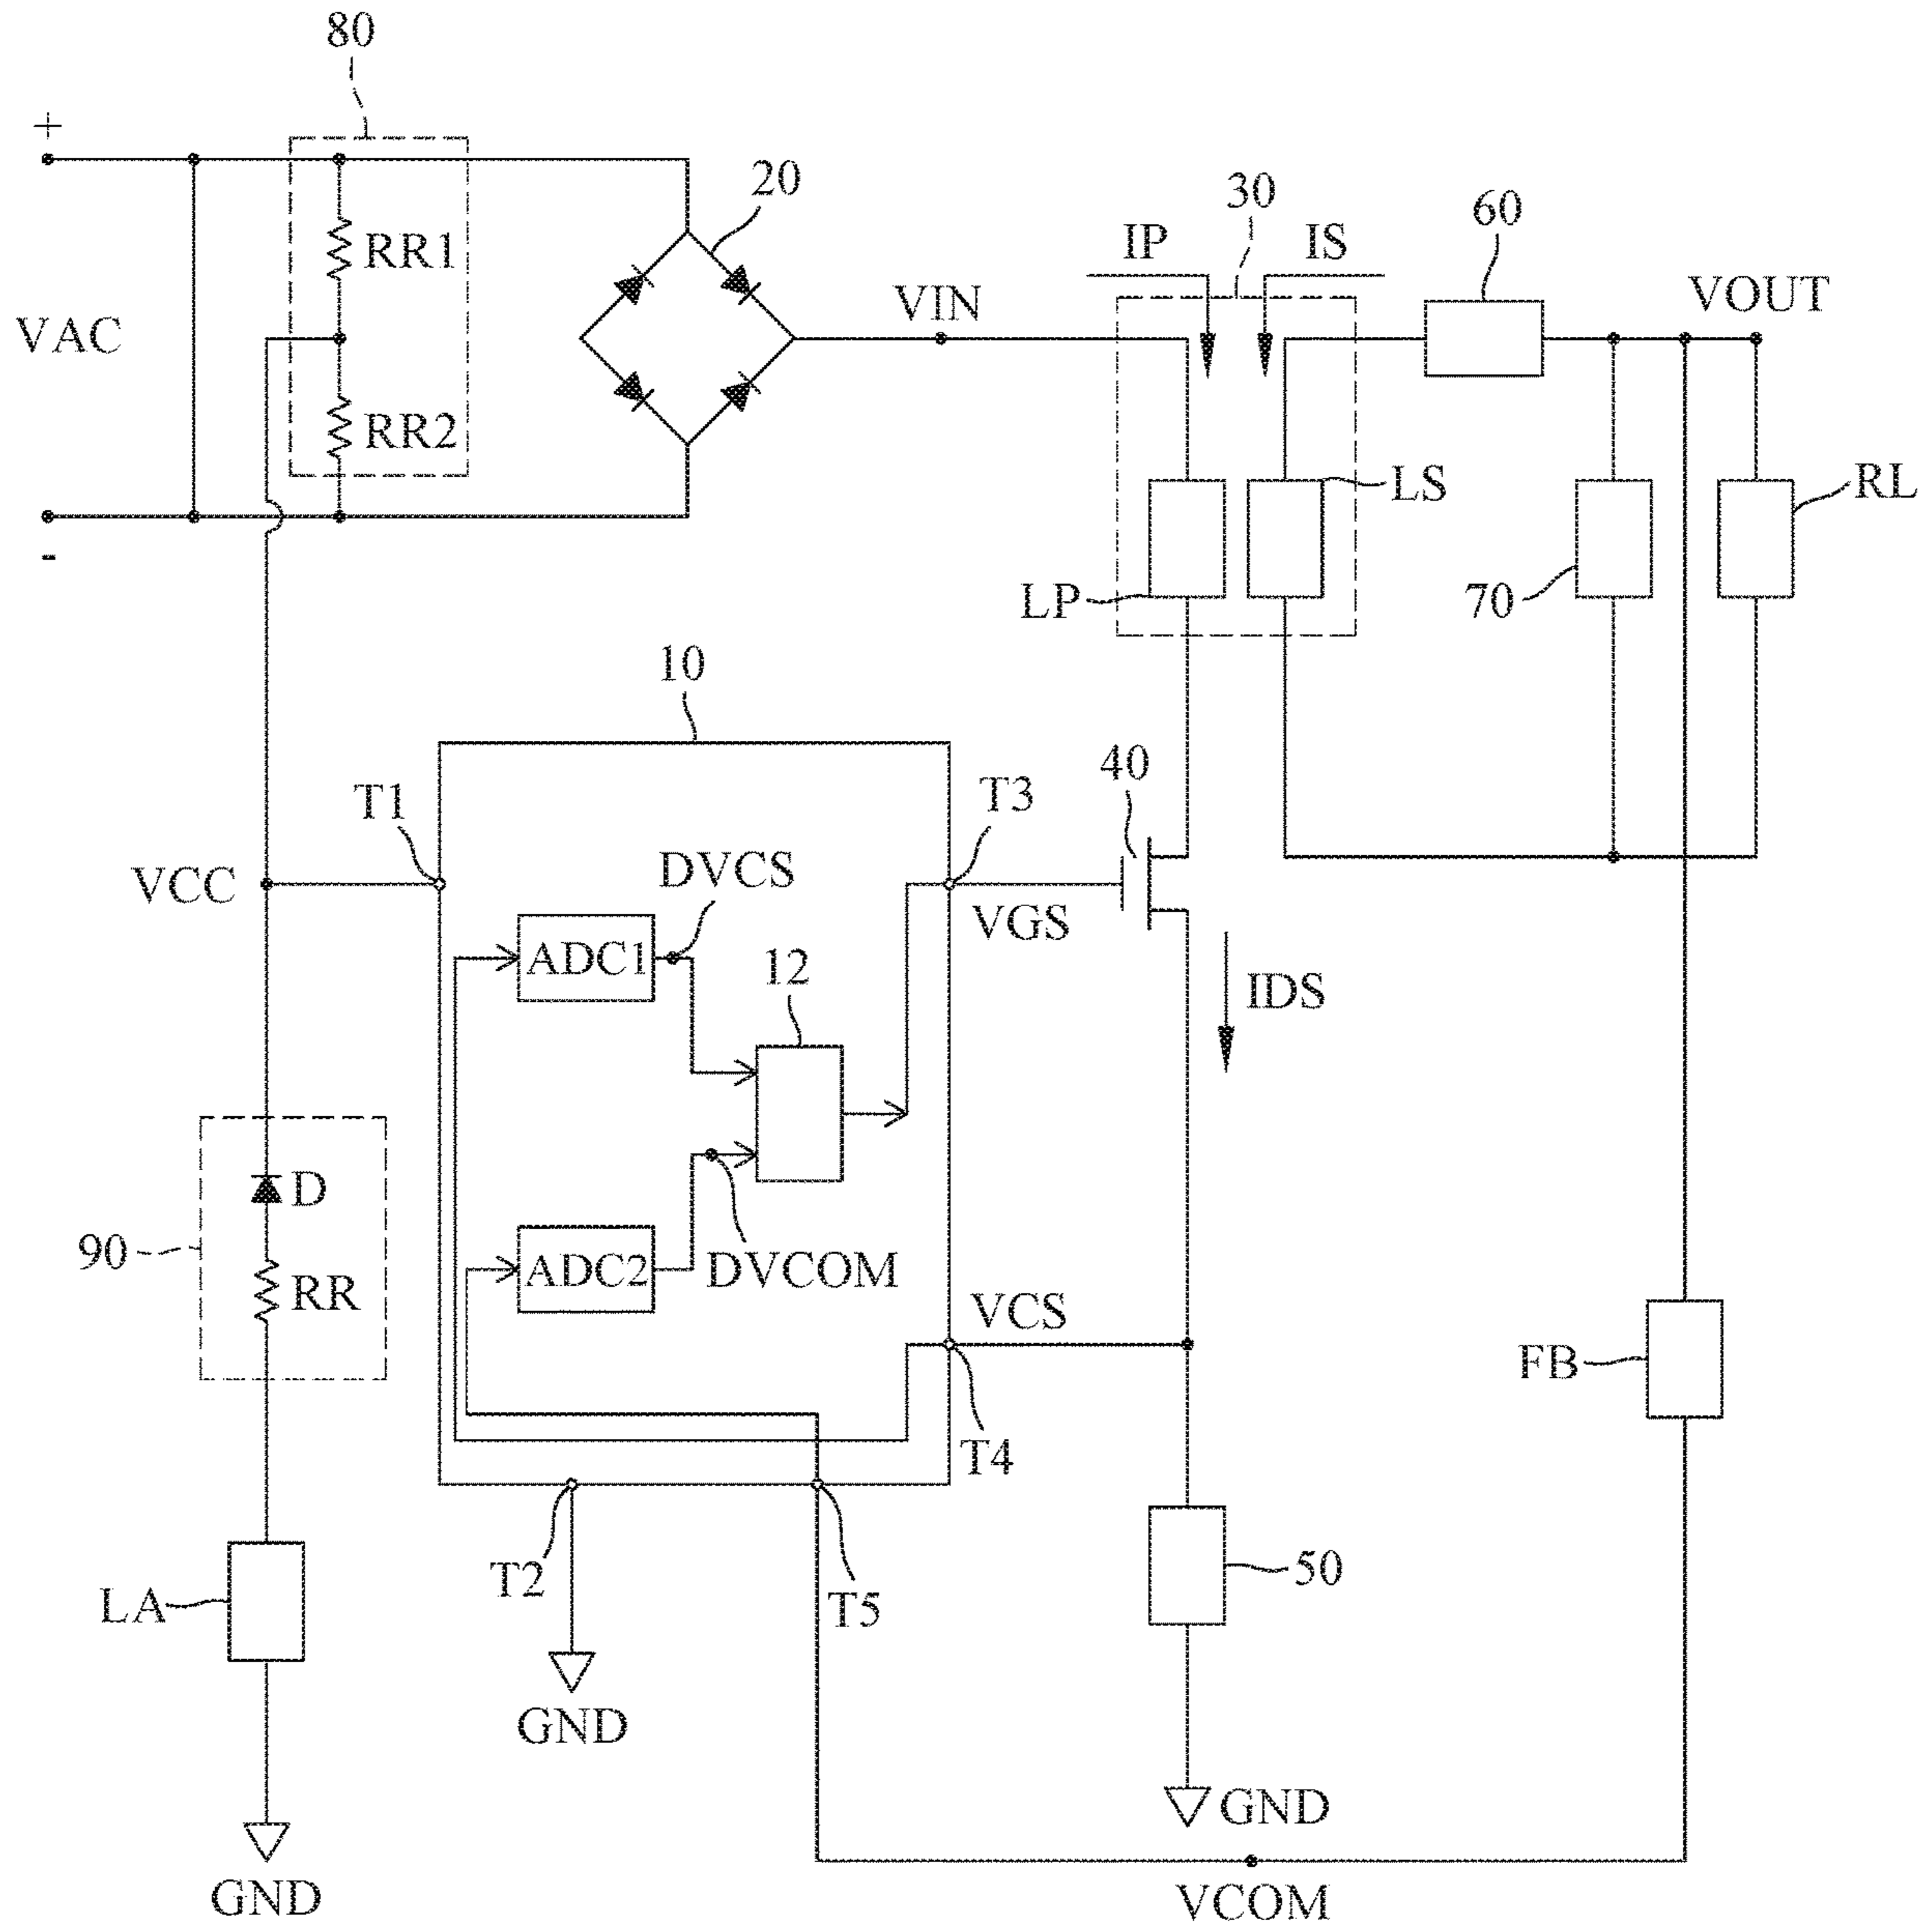 80
+
20
30
60
IP
IS
RR1
VIN
VOUT
VAC
RR2
LS
RL
-
LP
70
10
40
T1
T3
VCC
DVCS
VGS
ADC1
12
IDS
D
90
ADC2
DVCOM
RR
VCS
FB
T4
T2
50
LA
T5
GND
GND
GND
VCOM